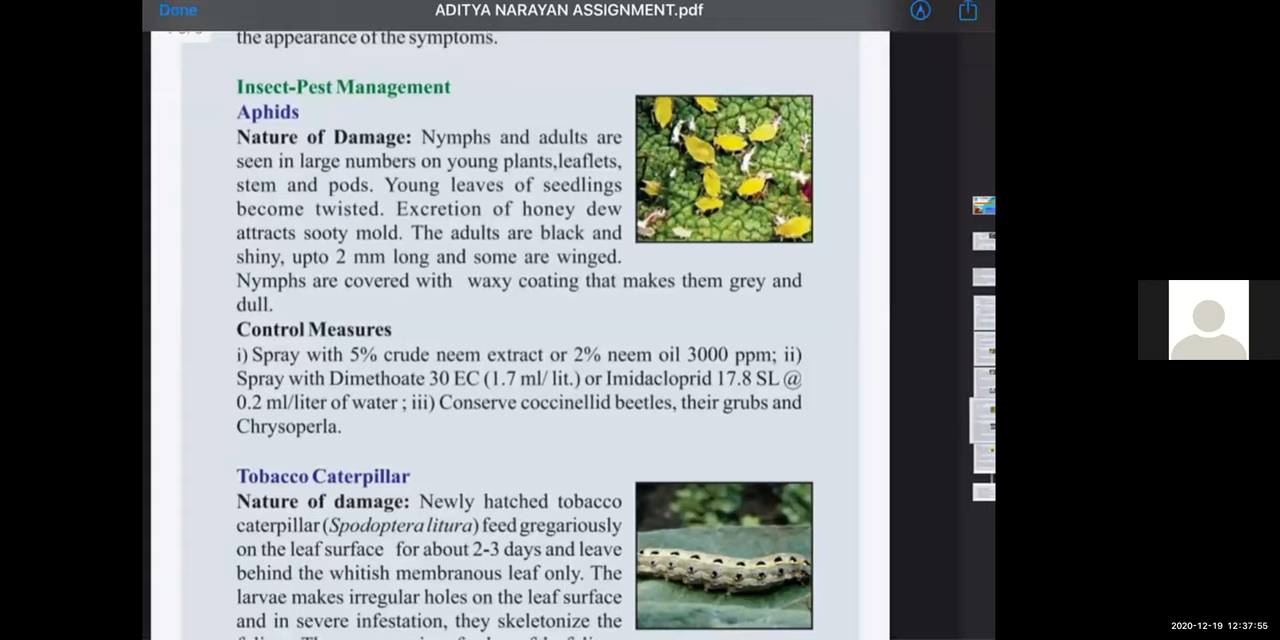 Done
ADITYA NARAYAN ASSIGNMENT.pdf
the appearance of the symptoms.
Insect-Pest Management
Aphids
Nature of Damage: Nymphs and adults are
seen in large numbers on young plants,leaflets,
stem and pods. Young leaves of seedlings
become twisted. Excretion of honey dew
attracts sooty mold. The adults are black and
shiny, upto 2 mm long and some are winged.
Nymphs are covered with waxy coating that makes them grey and
dull.
Control Measures
i) Spray with 5% crude neem extract or 2% neem oil 3000 ppm; ii)
Spray with Dimethoate 30 EC (1.7 ml/ lit.) or Imidacloprid 17.8 SL @
0.2 ml/liter of water ; iii) Conserve coccinellid beetles, their grubs and
Chrysoperla.
Tobacco Caterpillar
Nature of damage: Newly hatched tobacco
caterpillar (Spodoptera litura) feed gregariously
on the leaf surface for about 2-3 days and leave
behind the whitish membranous leaf only. The
larvae makes irregular holes on the leaf surface
and in severe infestation, they skeletonize the
2020-12-19 12:37:55